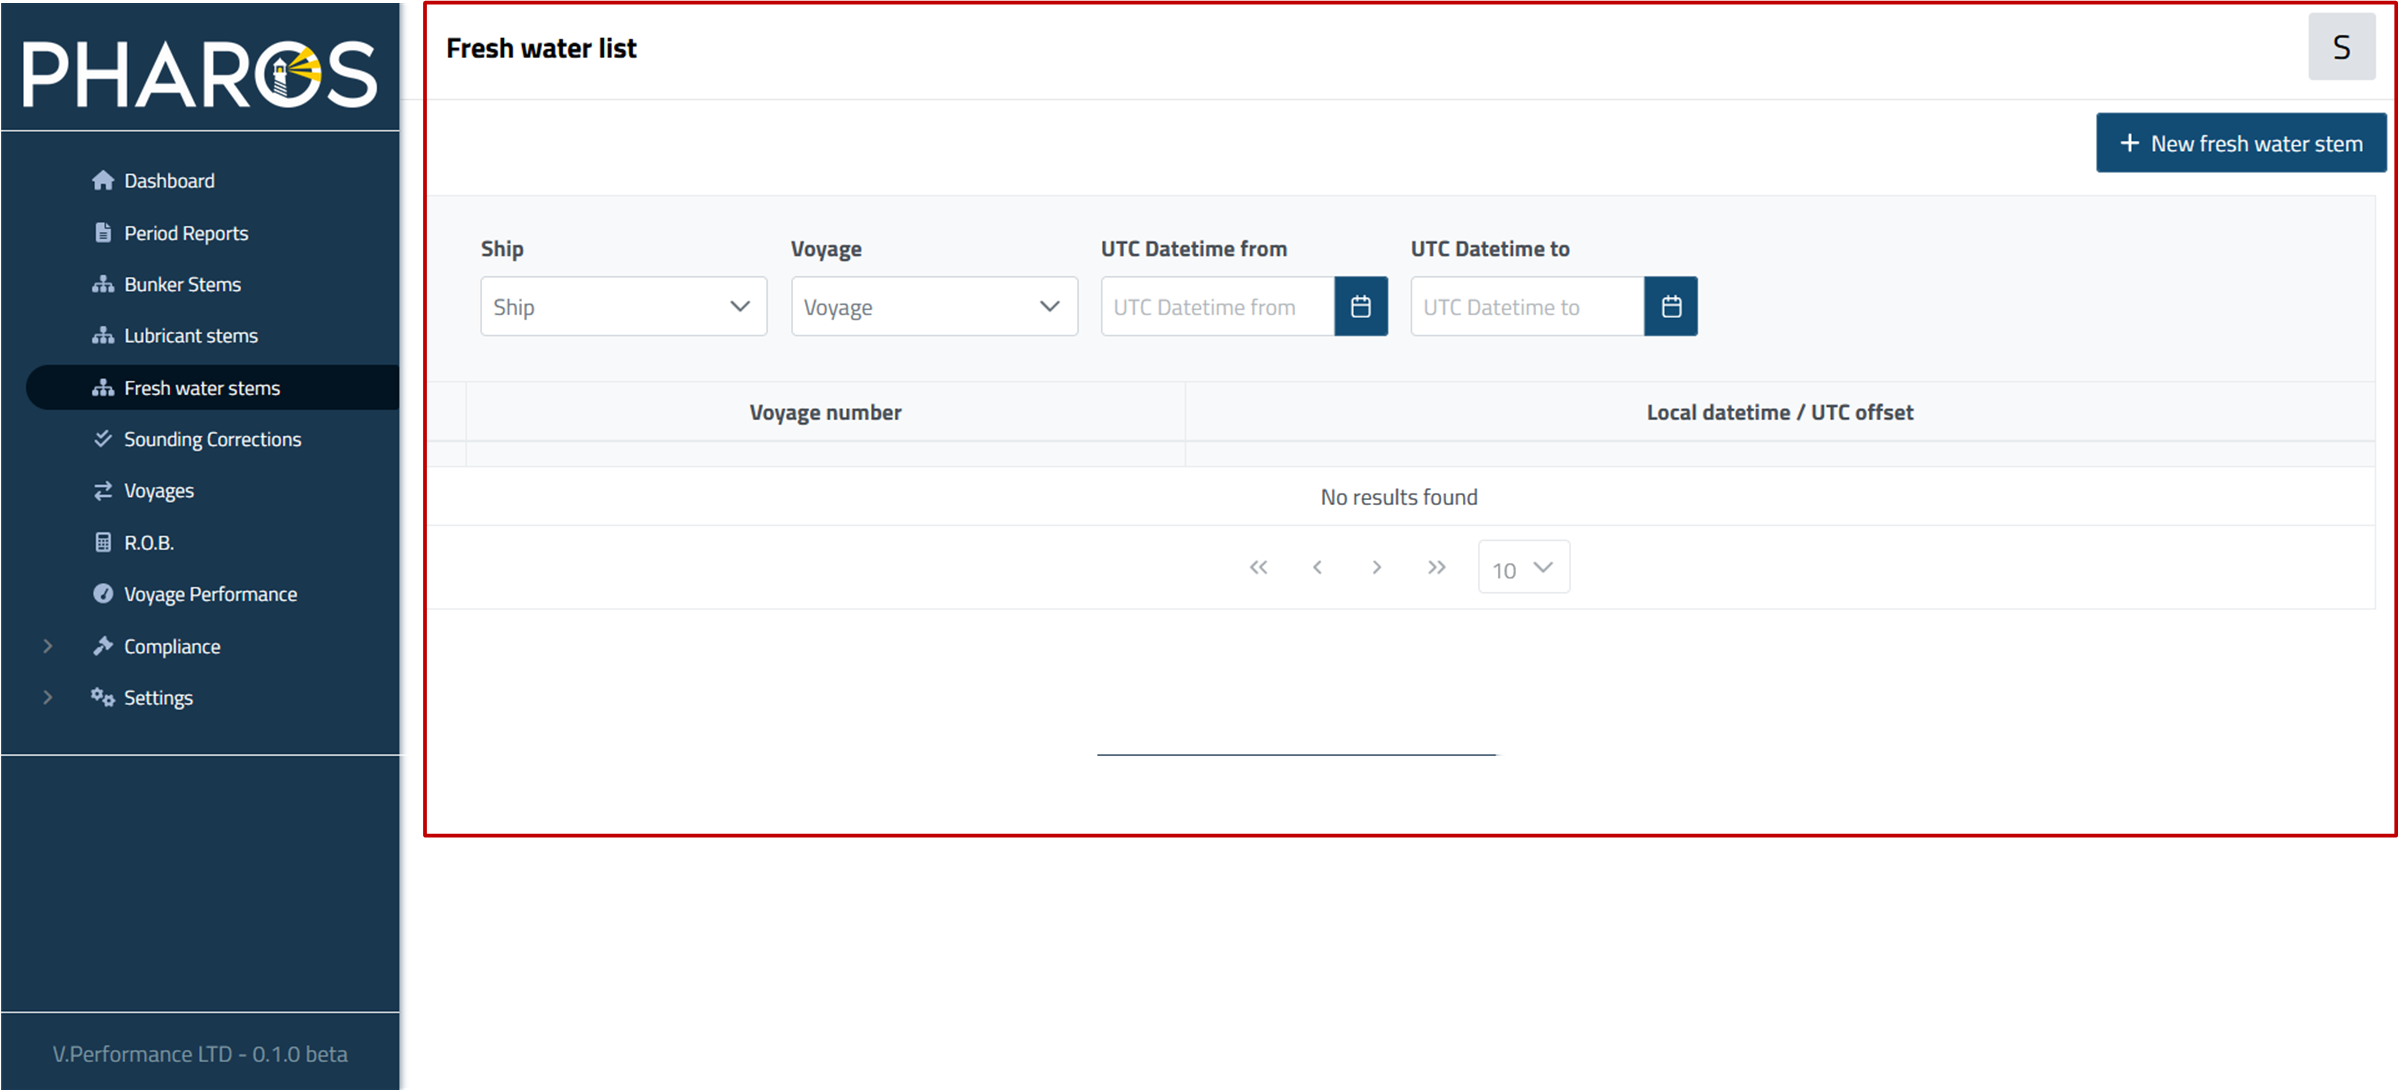 PHAROS
Dashboard
Period Reports
Bunker Stems
Lubricant stems
Fresh water stems
Sounding Corrections
Voyages
R.O.B.
Voyage Performance
Compliance
Settings
V.Performance LTD - 0.1.0 beta
Fresh water list
S
+ New fresh water stem
Ship Voyage UTC Datetime from UTC Datetime to
Ship Voyage UTC Datetime from UTC Datetime to
Voyage number Local datetime / UTC offset
No results found
« ‹ › » 10